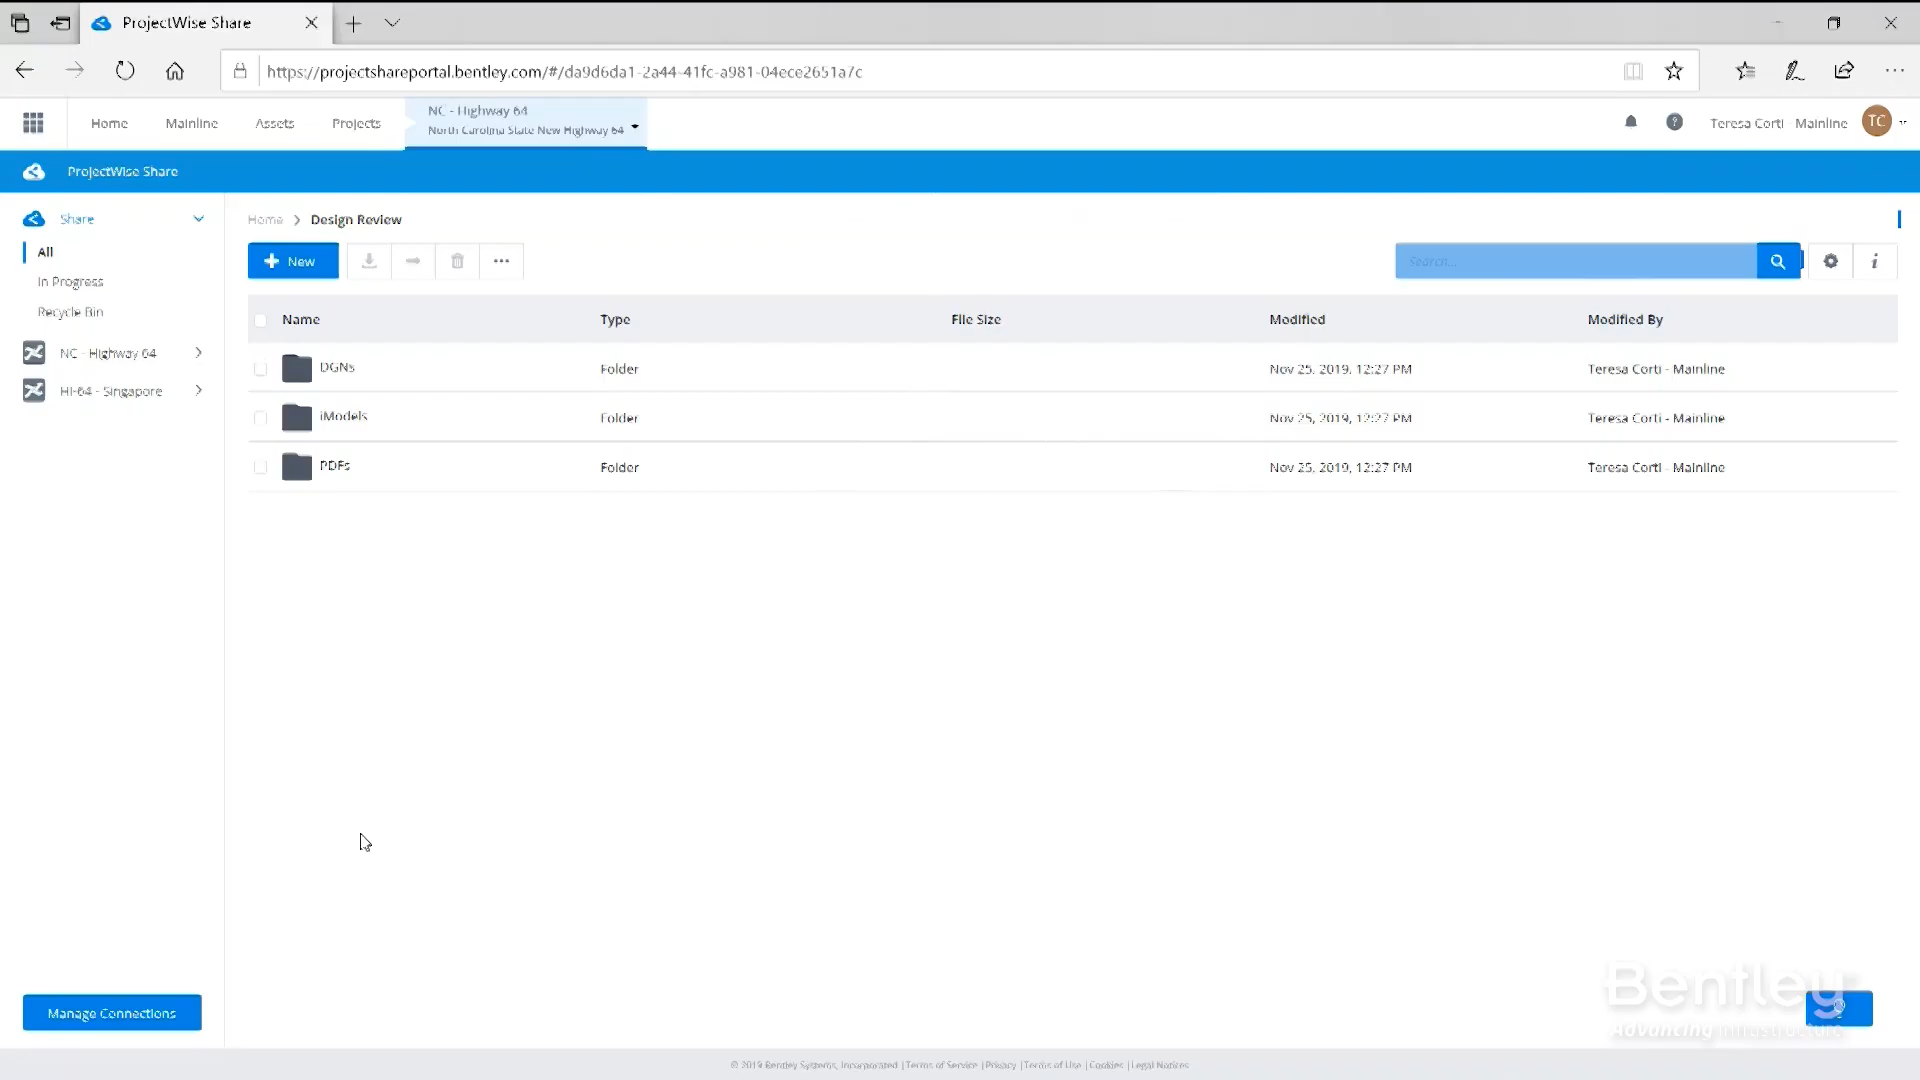 ProjectWise Share
https://projectshareportal.bentley.com/#/da9d6da1-2a44-41fc-a981-04ece2651a7c
Home
Mainline
Assets
Projects
NC - Highway 64
North Carolina State New Highway 64
Teresa Corti - Mainline
TC
ProjectWise Share
Share
All
In Progress
Recycle Bin
NC - Highway 64
HI-64 - Singapore
Home > Design Review
+ New
Search...
Name Type File Size Modified Modified By
DGNs Folder Nov 25, 2019, 12:27 PM Teresa Corti - Mainline
iModels Folder Nov 25, 2019, 12:27 PM Teresa Corti - Mainline
PDFs Folder Nov 25, 2019, 12:27 PM Teresa Corti - Mainline
Manage Connections
Bentley
Advancing Infrastructure
© 2019 Bentley Systems, Incorporated | Terms of Service | Privacy | Terms of Use | Cookies | Legal Notices